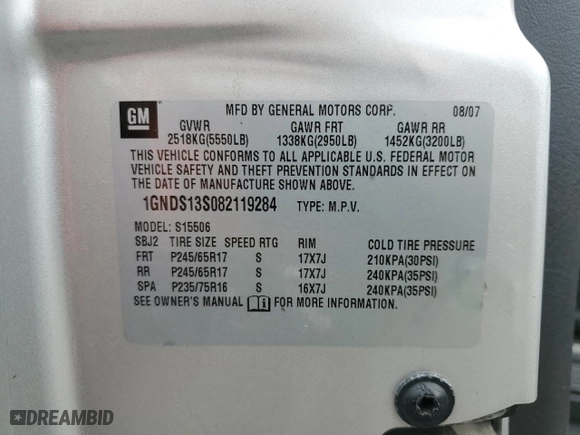 GM
MFD BY GENERAL MOTORS CORP. 08/07
GVWR GAWR FRT GAWR RR
2518KG(5550LB) 1338KG(2950LB) 1452KG(3200LB)
THIS VEHICLE CONFORMS TO ALL APPLICABLE U.S. FEDERAL MOTOR
VEHICLE SAFETY AND THEFT PREVENTION STANDARDS IN EFFECT ON
THE DATE OF MANUFACTURE SHOWN ABOVE.
1GNDS13S082119284 TYPE: M.P.V.
MODEL: S15506
SBJ2 TIRE SIZE SPEED RTG RIM COLD TIRE PRESSURE
FRT P245/65R17 S 17X7J 210KPA(30PSI)
RR P245/65R17 S 17X7J 240KPA(35PSI)
SPA P235/75R16 S 16X7J 240KPA(35PSI)
SEE OWNER'S MANUAL FOR MORE INFORMATION.
DREAMBID